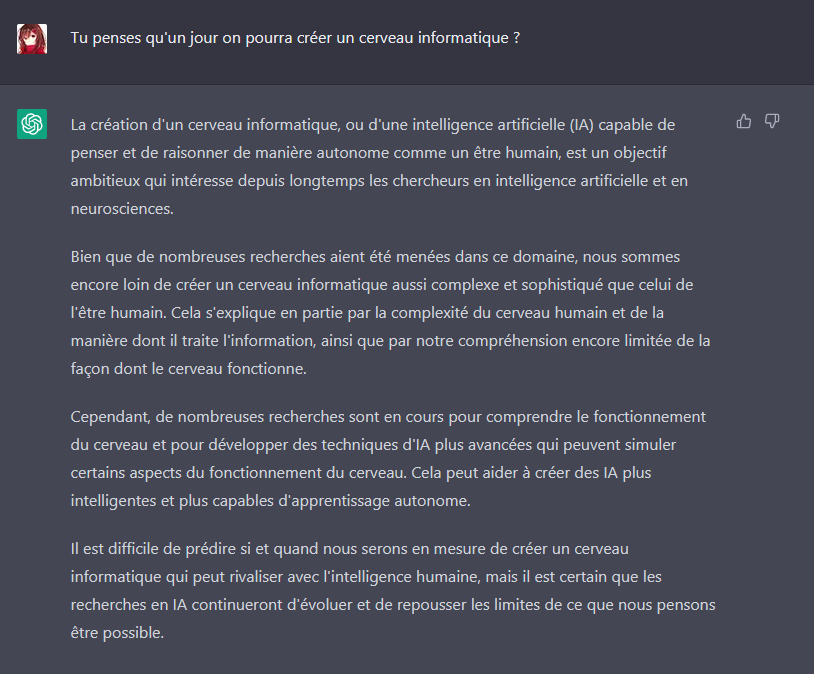 Tu penses qu'un jour on pourra créer un cerveau informatique ?
La création d'un cerveau informatique, ou d'une intelligence artificielle (IA) capable de
penser et de raisonner de manière autonome comme un être humain, est un objectif
ambitieux qui intéresse depuis longtemps les chercheurs en intelligence artificielle et en
neurosciences.
Bien que de nombreuses recherches aient été menées dans ce domaine, nous sommes
encore loin de créer un cerveau informatique aussi complexe et sophistiqué que celui de
l'être humain. Cela s'explique en partie par la complexité du cerveau humain et de la
manière dont il traite l'information, ainsi que par notre compréhension encore limitée de la
façon dont le cerveau fonctionne.
Cependant, de nombreuses recherches sont en cours pour comprendre le fonctionnement
du cerveau et pour développer des techniques d'IA plus avancées qui peuvent simuler
certains aspects du fonctionnement du cerveau. Cela peut aider à créer des IA plus
intelligentes et plus capables d'apprentissage autonome.
Il est difficile de prédire si et quand nous serons en mesure de créer un cerveau
informatique qui peut rivaliser avec l'intelligence humaine, mais il est certain que les
recherches en IA continueront d'évoluer et de repousser les limites de ce que nous pensons
être possible.